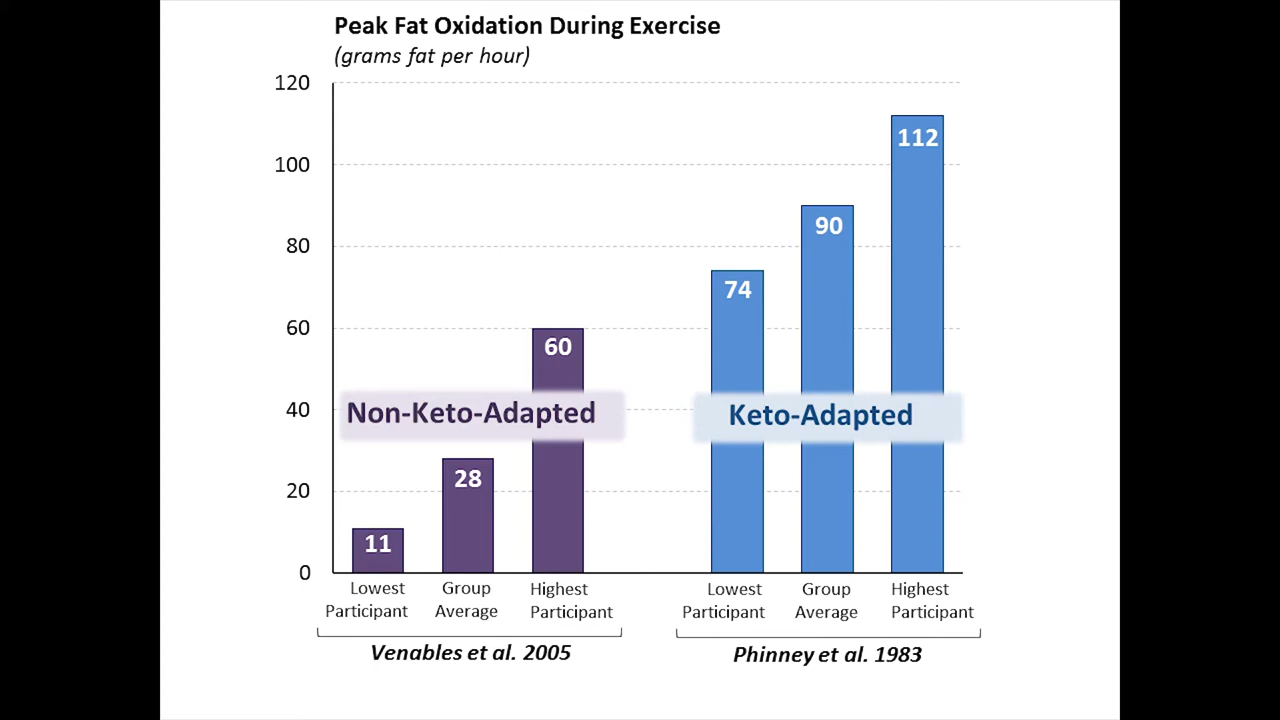 Peak Fat Oxidation During Exercise
(grams fat per hour)
120
100
80
60
40
20
0
11
28
60
74
90
112
Non-Keto-Adapted
Keto-Adapted
Lowest Participant
Group Average
Highest Participant
Lowest Participant
Group Average
Highest Participant
Venables et al. 2005
Phinney et al. 1983